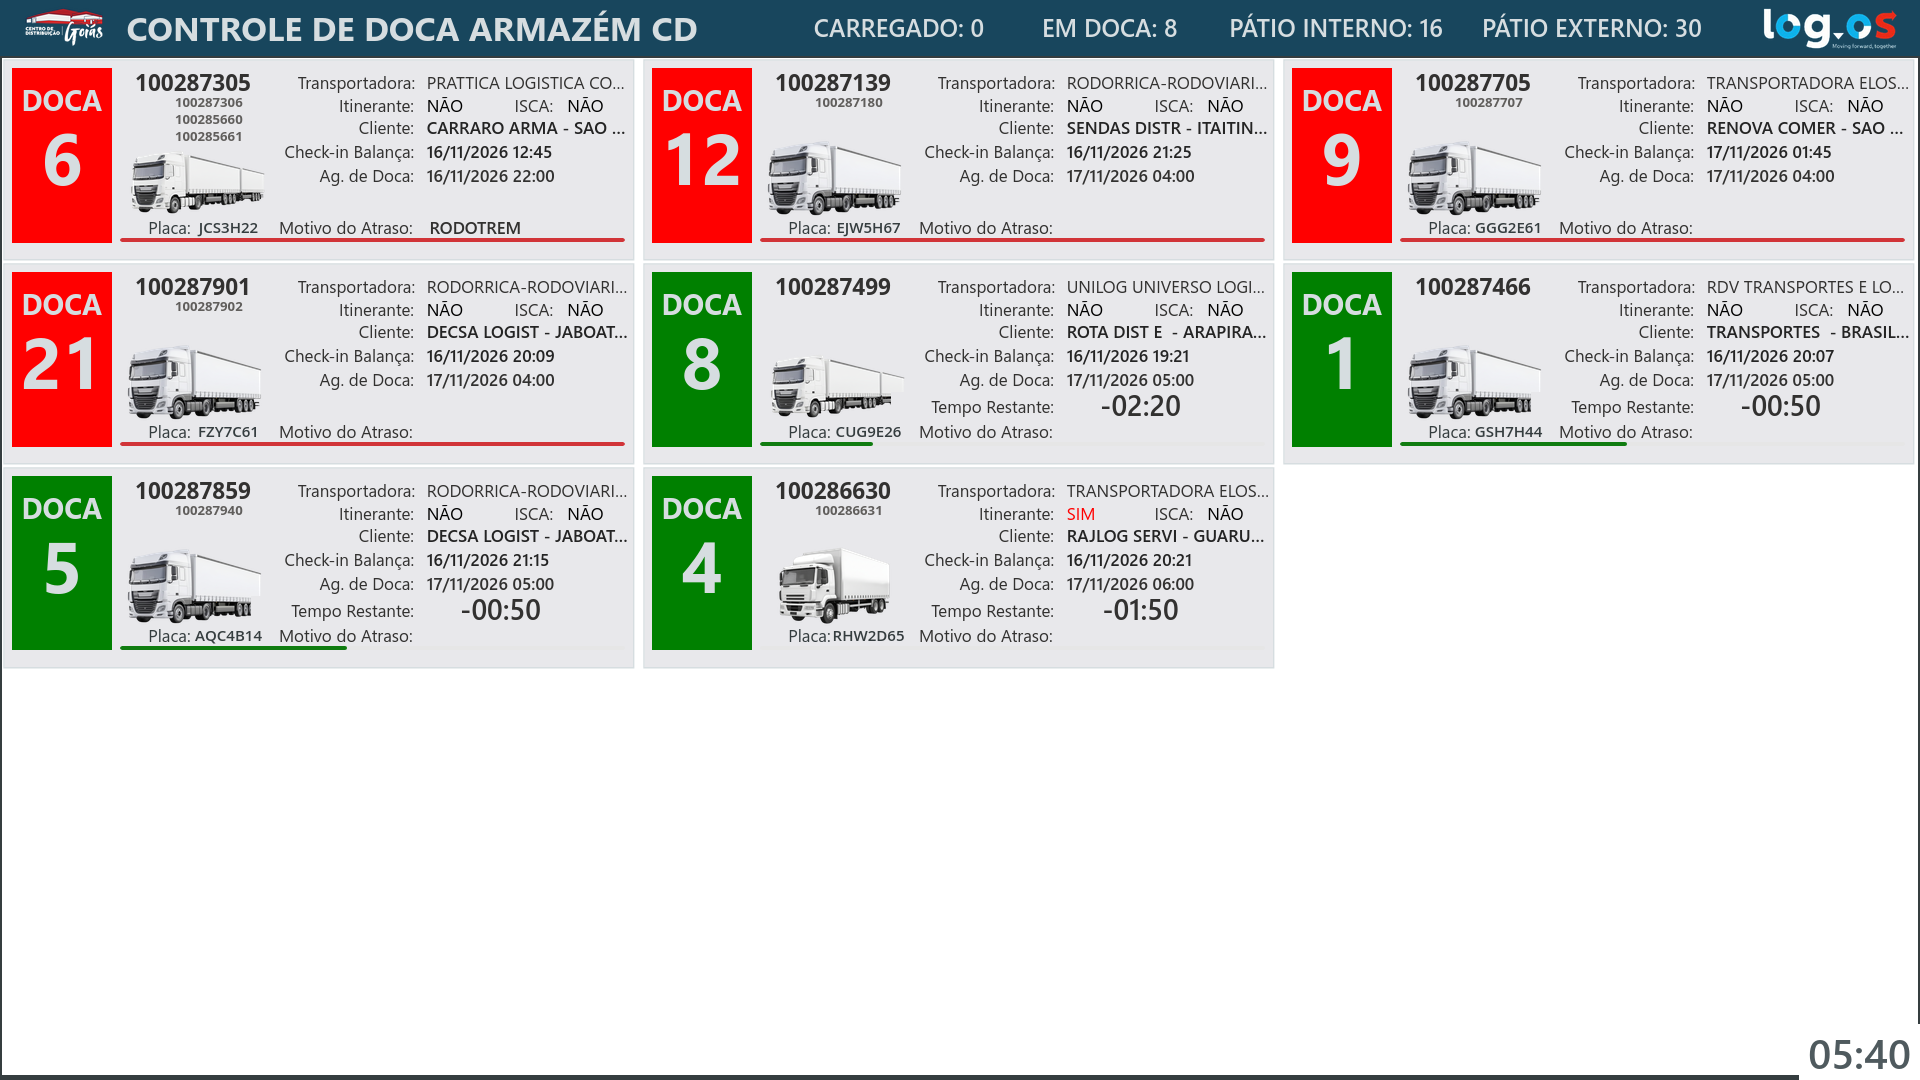 CENTRO DE DISTRIBUIÇÃO Goiás
CONTROLE DE DOCA ARMAZÉM CD
CARREGADO: 0
EM DOCA: 8
PÁTIO INTERNO: 16
PÁTIO EXTERNO: 30
log.os
Moving forward, together
DOCA
6
100287305
100287306
100285660
100285661
Transportadora: PRATTICA LOGISTICA CO...
Itinerante: NÃO ISCA: NÃO
Cliente: CARRARO ARMA - SAO ...
Check-in Balança: 16/11/2026 12:45
Ag. de Doca: 16/11/2026 22:00
Placa: JCS3H22 Motivo do Atraso: RODOTREM
DOCA
12
100287139
100287180
Transportadora: RODORRICA-RODOVIARI...
Itinerante: NÃO ISCA: NÃO
Cliente: SENDAS DISTR - ITAITIN...
Check-in Balança: 16/11/2026 21:25
Ag. de Doca: 17/11/2026 04:00
Placa: EJW5H67 Motivo do Atraso:
DOCA
9
100287705
100287707
Transportadora: TRANSPORTADORA ELOS...
Itinerante: NÃO ISCA: NÃO
Cliente: RENOVA COMER - SAO ...
Check-in Balança: 17/11/2026 01:45
Ag. de Doca: 17/11/2026 04:00
Placa: GGG2E61 Motivo do Atraso:
DOCA
21
100287901
100287902
Transportadora: RODORRICA-RODOVIARI...
Itinerante: NÃO ISCA: NÃO
Cliente: DECSA LOGIST - JABOAT...
Check-in Balança: 16/11/2026 20:09
Ag. de Doca: 17/11/2026 04:00
Placa: FZY7C61 Motivo do Atraso:
DOCA
8
100287499
Transportadora: UNILOG UNIVERSO LOGI...
Itinerante: NÃO ISCA: NÃO
Cliente: ROTA DIST E - ARAPIRA...
Check-in Balança: 16/11/2026 19:21
Ag. de Doca: 17/11/2026 05:00
Tempo Restante: -02:20
Placa: CUG9E26 Motivo do Atraso:
DOCA
1
100287466
Transportadora: RDV TRANSPORTES E LO...
Itinerante: NÃO ISCA: NÃO
Cliente: TRANSPORTES - BRASIL...
Check-in Balança: 16/11/2026 20:07
Ag. de Doca: 17/11/2026 05:00
Tempo Restante: -00:50
Placa: GSH7H44 Motivo do Atraso:
DOCA
5
100287859
100287940
Transportadora: RODORRICA-RODOVIARI...
Itinerante: NÃO ISCA: NÃO
Cliente: DECSA LOGIST - JABOAT...
Check-in Balança: 16/11/2026 21:15
Ag. de Doca: 17/11/2026 05:00
Tempo Restante: -00:50
Placa: AQC4B14 Motivo do Atraso:
DOCA
4
100286630
100286631
Transportadora: TRANSPORTADORA ELOS...
Itinerante: SIM ISCA: NÃO
Cliente: RAJLOG SERVI - GUARU...
Check-in Balança: 16/11/2026 20:21
Ag. de Doca: 17/11/2026 06:00
Tempo Restante: -01:50
Placa: RHW2D65 Motivo do Atraso:
05:40